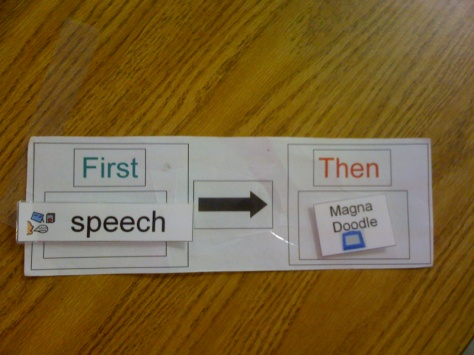 First
speech
Then
Magna
Doodle